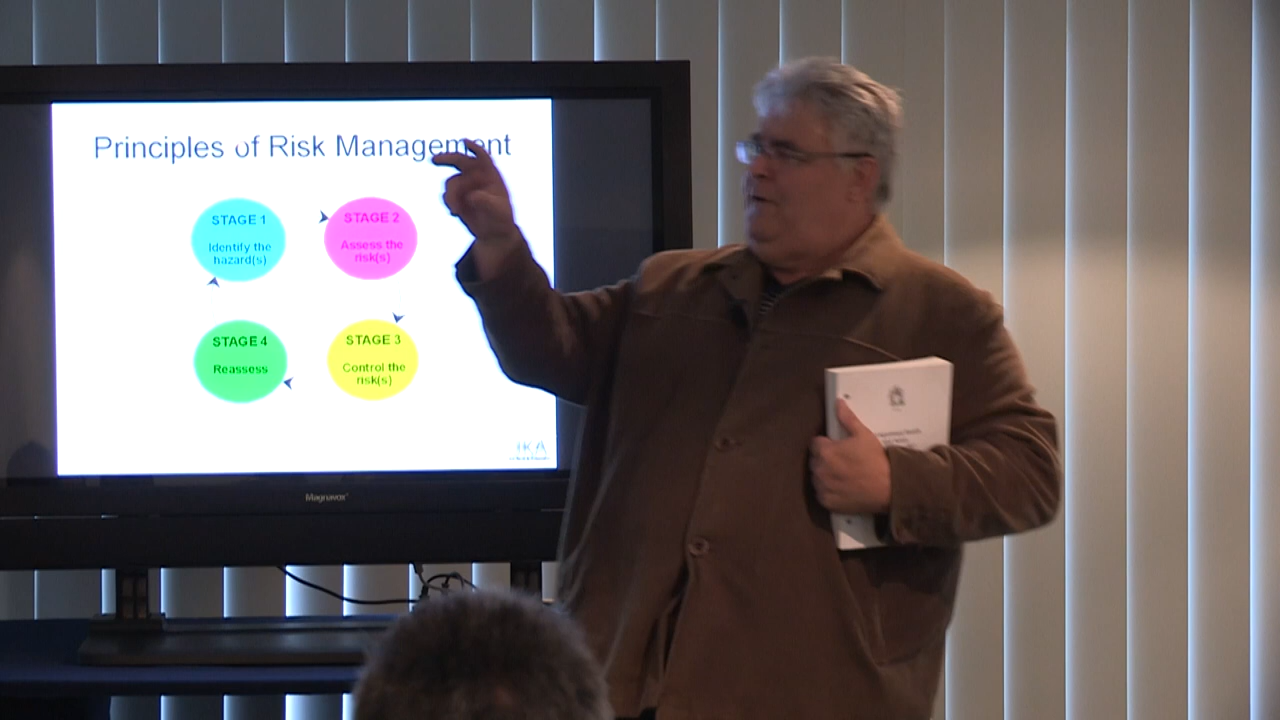 Principles of Risk Management
STAGE 1
Identify the
hazard(s)
STAGE 2
Assess the
risk(s)
STAGE 4
Reassess
STAGE 3
Control the
risk(s)
IKA
Magnavox